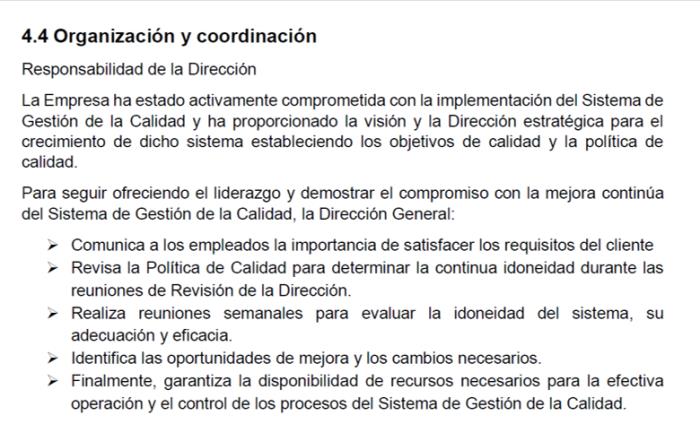 4.4 Organización y coordinación
Responsabilidad de la Dirección
La Empresa ha estado activamente comprometida con la implementación del Sistema de
Gestión de la Calidad y ha proporcionado la visión y la Dirección estratégica para el
crecimiento de dicho sistema estableciendo los objetivos de calidad y la política de
calidad.
Para seguir ofreciendo el liderazgo y demostrar el compromiso con la mejora continúa
del Sistema de Gestión de la Calidad, la Dirección General:
➤ Comunica a los empleados la importancia de satisfacer los requisitos del cliente
➤ Revisa la Política de Calidad para determinar la continua idoneidad durante las
reuniones de Revisión de la Dirección.
➤ Realiza reuniones semanales para evaluar la idoneidad del sistema, su
adecuación y eficacia.
➤ Identifica las oportunidades de mejora y los cambios necesarios.
➤ Finalmente, garantiza la disponibilidad de recursos necesarios para la efectiva
operación y el control de los procesos del Sistema de Gestión de la Calidad.